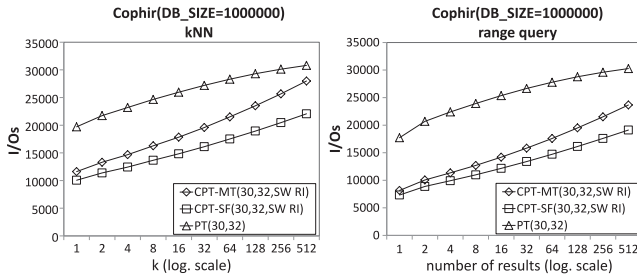 Cophir(DB_SIZE=1000000)
kNN
35000
30000
25000
20000
15000
10000
5000
0
I/Os
1 2 4 8 16 32 64 128 256 512
k (log. scale)
CPT-MT(30,32,SW RI)
CPT-SF(30,32,SW RI)
PT(30,32)
Cophir(DB_SIZE=1000000)
range query
35000
30000
25000
20000
15000
10000
5000
0
I/Os
1 2 4 8 16 32 64 128 256 512
number of results (log. scale)
CPT-MT(30,32,SW RI)
CPT-SF(30,32,SW RI)
PT(30,32)